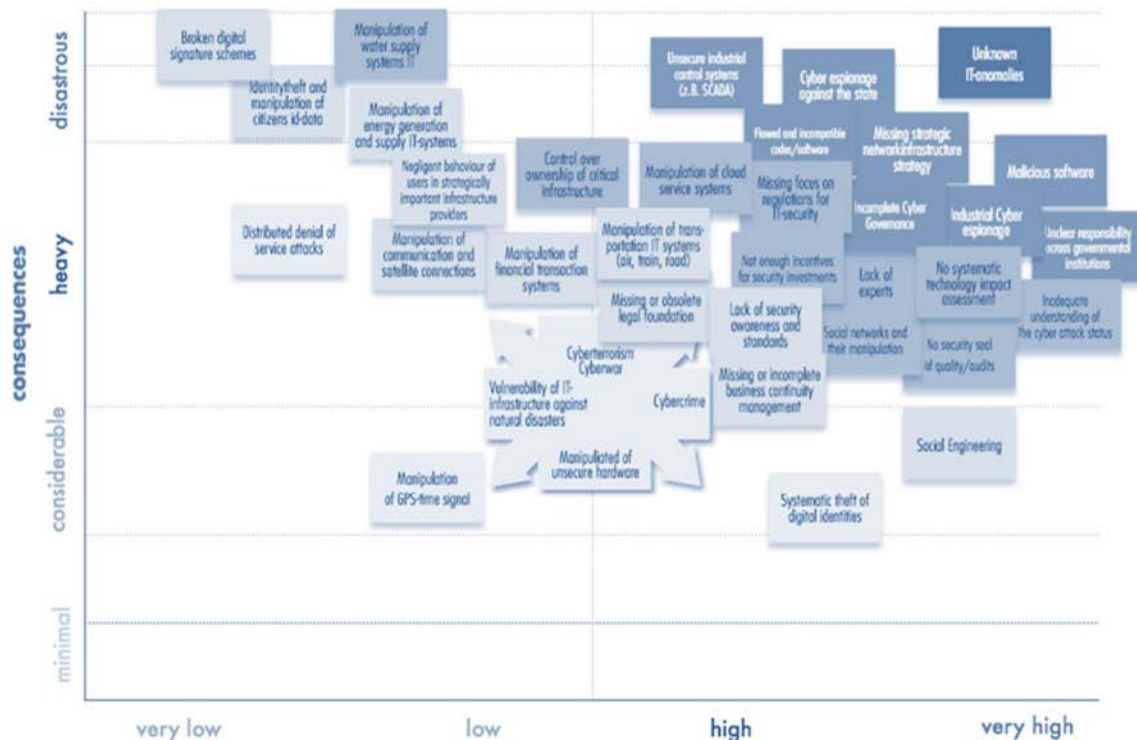 consequences
disastrous
heavy
considerable
minimal
Broken digital
signature schemes
Manipulation of
water supply
systems IT
Identitytheft and
manipulation of
citizens id-data
Manipulation of
energy generation
and supply IT-systems
Negligent behaviour of
users in strategically
important infrastructure
providers
Control over
ownership of critical
infrastructure
Distributed denial of
service attacks
Manipulation of
communication and
satellite connections
Manipulation of
financial transaction
systems
Unsecure industrial
control systems
(z.B. SCADA)
Cyber espionage
against the state
Unknown
IT-anomalies
Flawed and incompatible
codes/software
Missing strategic
networkinfrastructure
strategy
Malicious software
Manipulation of cloud
service systems
Missing focus on
regulations for
IT-security
Incomplete Cyber
Governance
Industrial Cyber
espionage
Unclear responsibility
across governmental
institutions
Manipulation of trans-
portation IT systems
(air, train, road)
Not enough incentives
for security investments
Lack of
experts
No systematic
technology impact
assessment
Inadequate
understanding of
the cyber attack status
Missing or obsolete
legal foundation
Lack of security
awareness and
standards
Social networks and
their manipulation
No security seal
of quality/audits
Cyberterrorism
Cyberwar
Vulnerability of IT-
infrastructure against
natural disasters
Cybercrime
Manipuliated of
unsecure hardware
Missing or incomplete
business continuity
management
Social Engineering
Manipulation
of GPS-time signal
Systematic theft of
digital identities
very low
low
high
very high